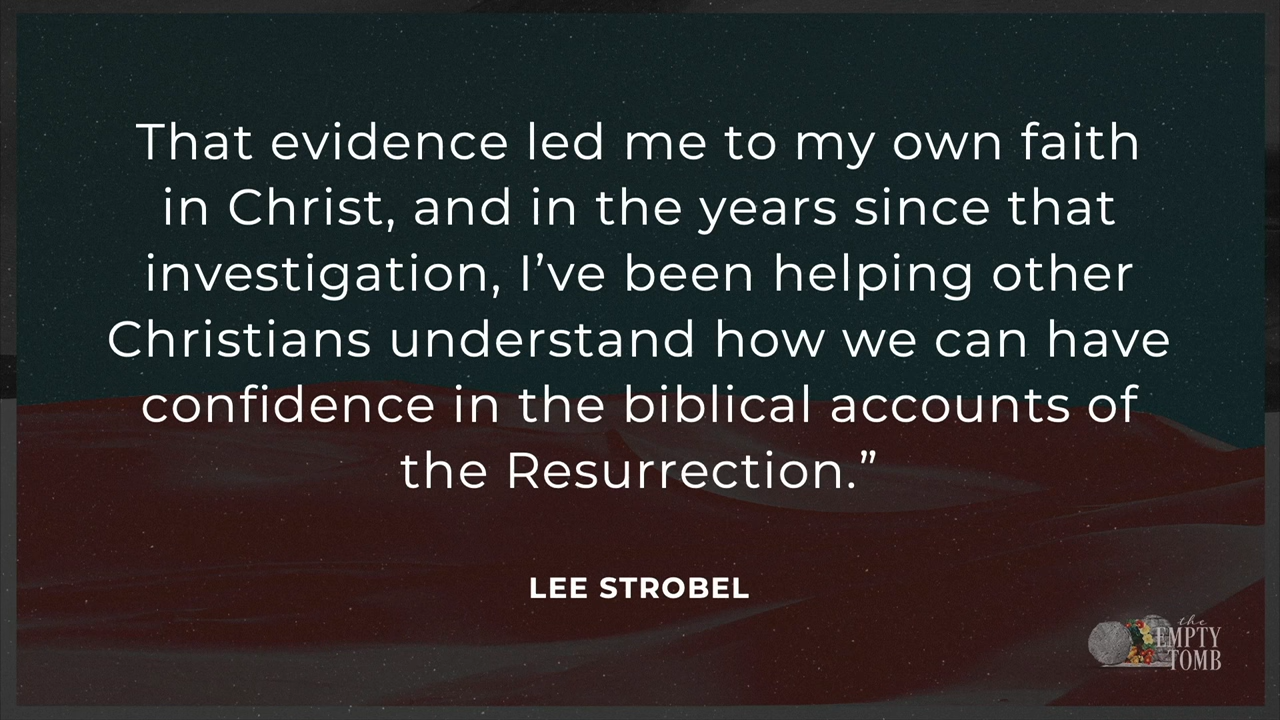 That evidence led me to my own faith
in Christ, and in the years since that
investigation, I’ve been helping other
Christians understand how we can have
confidence in the biblical accounts of
the Resurrection.”
LEE STROBEL
the
EMPTY
TOMB